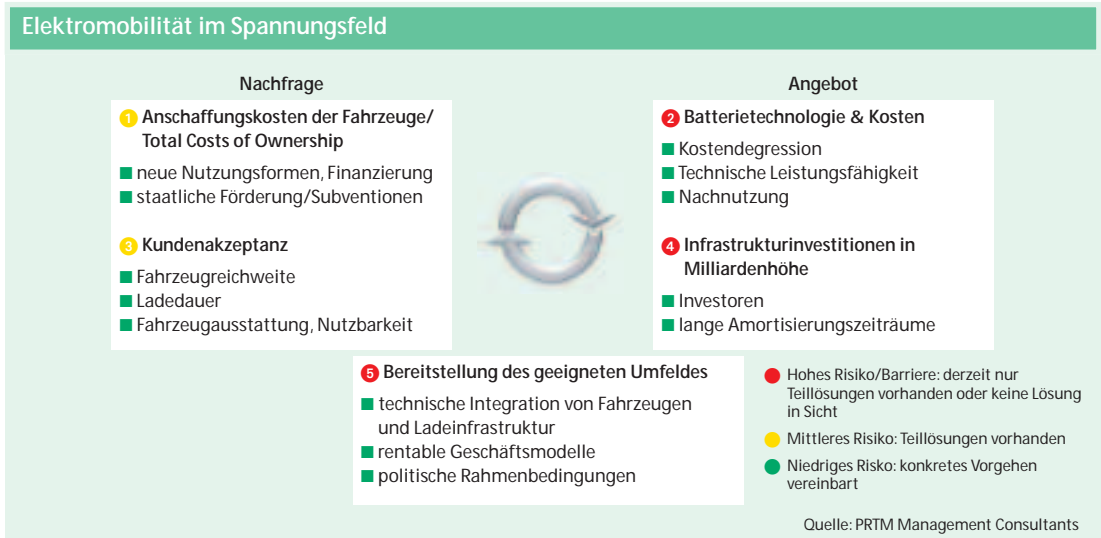 Elektromobilität im Spannungsfeld
Nachfrage
1 Anschaffungskosten der Fahrzeuge/
Total Costs of Ownership
neue Nutzungsformen, Finanzierung
staatliche Förderung/Subventionen
3 Kundenakzeptanz
Fahrzeugreichweite
Ladedauer
Fahrzeugausstattung, Nutzbarkeit
Angebot
2 Batterietechnologie & Kosten
Kostendegression
Technische Leistungsfähigkeit
Nachnutzung
4 Infrastrukturinvestitionen in
Milliardenhöhe
Investoren
lange Amortisierungszeiträume
5 Bereitstellung des geeigneten Umfeldes
technische Integration von Fahrzeugen
und Ladeinfrastruktur
rentable Geschäftsmodelle
politische Rahmenbedingungen
Hohes Risiko/Barriere: derzeit nur
Teillösungen vorhanden oder keine Lösung
in Sicht
Mittleres Risiko: Teillösungen vorhanden
Niedriges Risko: konkretes Vorgehen
vereinbart
Quelle: PRTM Management Consultants